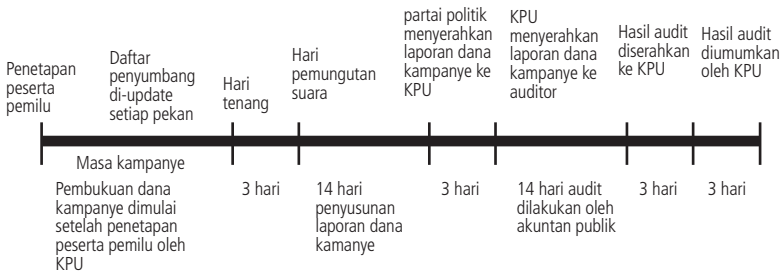 Penetapan
peserta
pemilu
Daftar
penyumbang
di-update
setiap pekan
Hari
tenang
Hari
pemungutan
suara
partai politik
menyerahkan
laporan dana
kampanye ke
KPU
KPU
menyerahkan
laporan dana
kampanye ke
auditor
Hasil audit
diserahkan
ke KPU
Hasil audit
diumumkan
oleh KPU
Masa kampanye
Pembukuan dana
kampanye dimulai
setelah penetapan
peserta pemilu oleh
KPU
3 hari
14 hari
penyusunan
laporan dana
kamanye
3 hari
14 hari audit
dilakukan oleh
akuntan publik
3 hari
3 hari